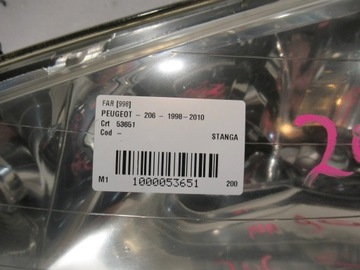 FAR [998]
PEUGEOT - 206 - 1998-2010
Crt 53651
Cod -
STANGA
M1
1000053651
200